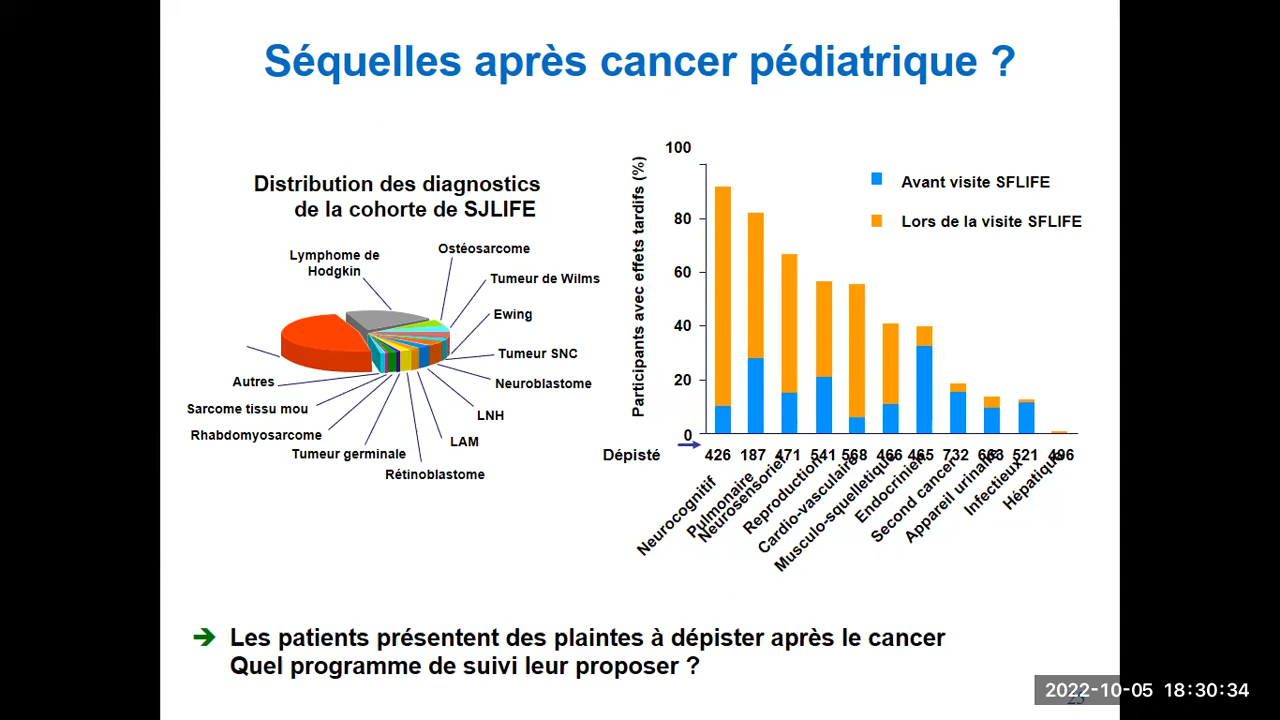 Séquelles après cancer pédiatrique ?
Distribution des diagnostics
de la cohorte de SJLIFE
Lymphome de
Hodgkin
Ostéosarcome
Tumeur de Wilms
Ewing
Tumeur SNC
Neuroblastome
LNH
LAM
Rétinoblastome
Tumeur germinale
Rhabdomyosarcome
Sarcome tissu mou
Autres
Participants avec effets tardifs (%)
100
80
60
40
20
0
Avant visite SFLIFE
Lors de la visite SFLIFE
Dépisté 426 187 471 541 568 466 465 732 663 521 496
Neurocognitif
Pulmonaire
Neurosensoriel
Reproduction
Cardio-vasculaire
Musculo-squelletique
Endocrinien
Second cancer
Appareil urinaire
Infectieux
Hépatique
➔ Les patients présentent des plaintes à dépister après le cancer
Quel programme de suivi leur proposer ?
2022-10-05 18:30:34